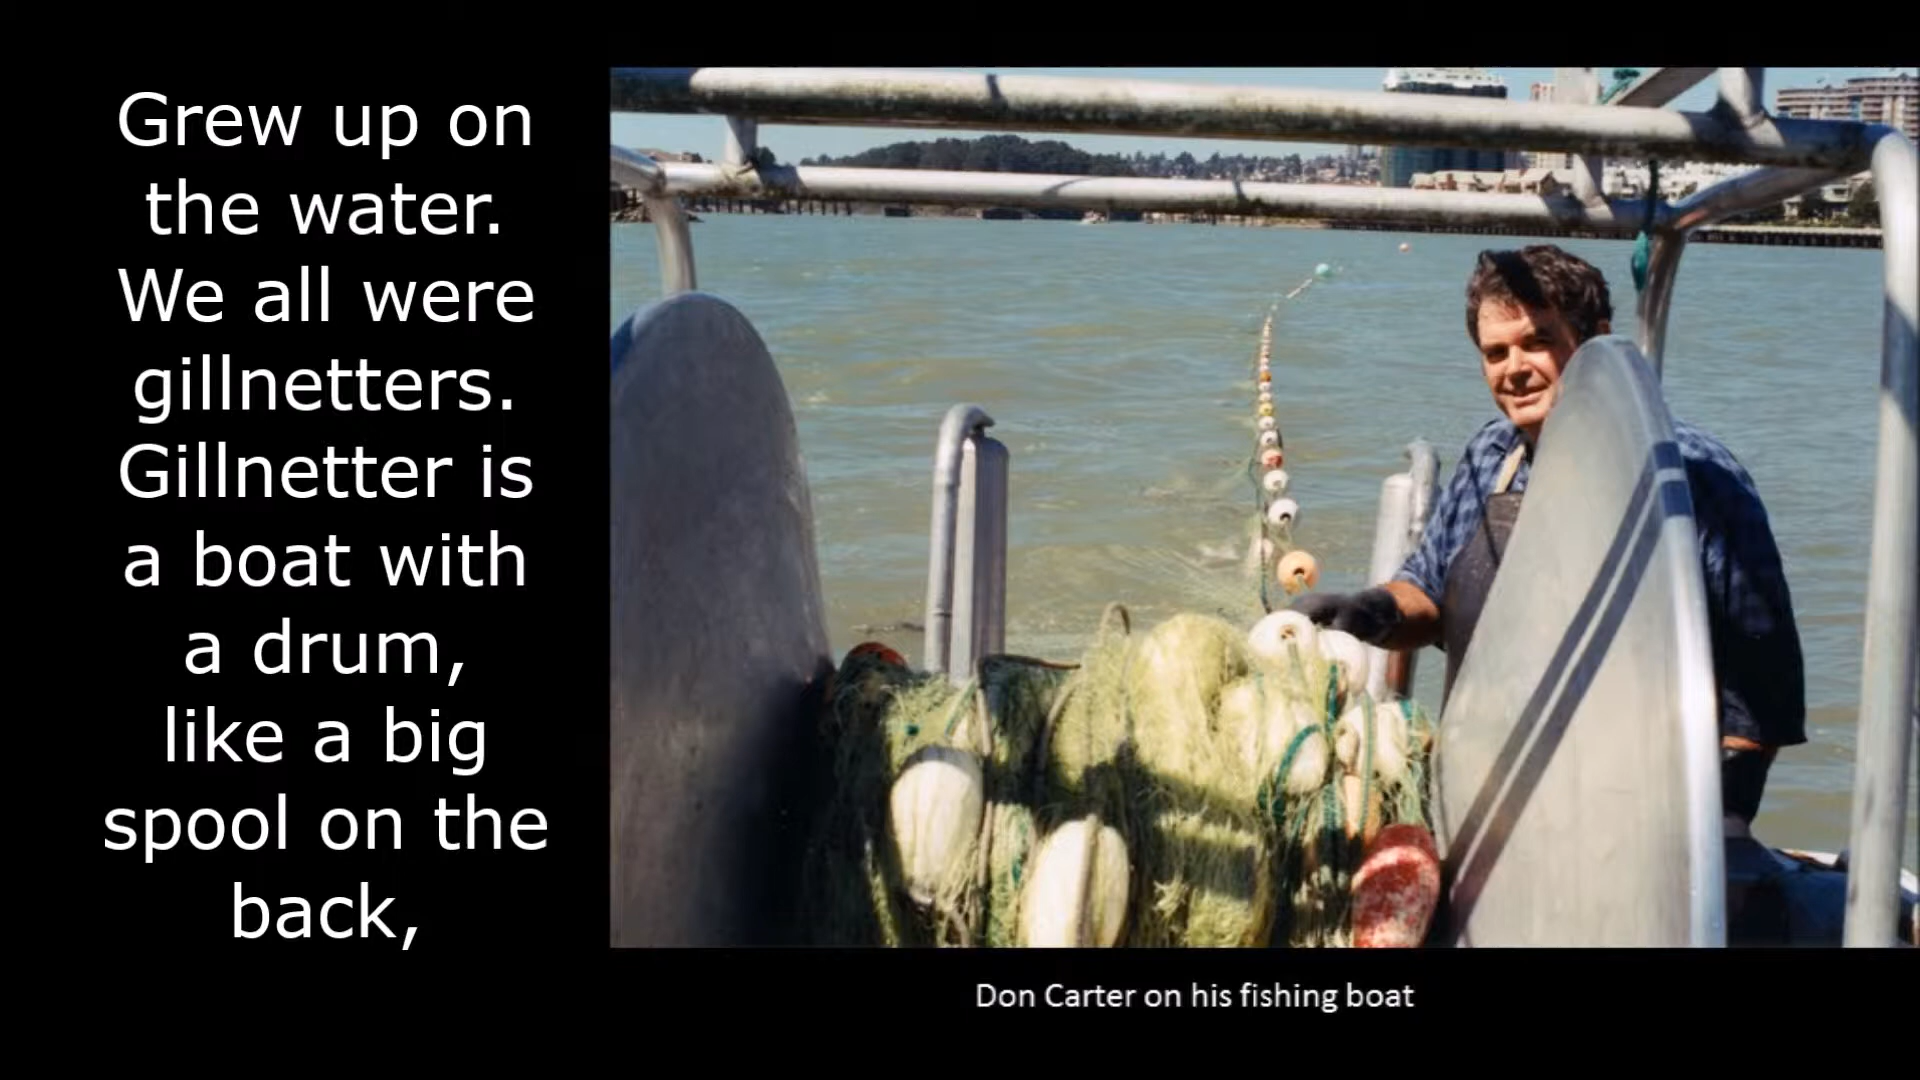 Grew up on
the water.
We all were
gillnetters.
Gillnetter is
a boat with
a drum,
like a big
spool on the
back,
Don Carter on his fishing boat